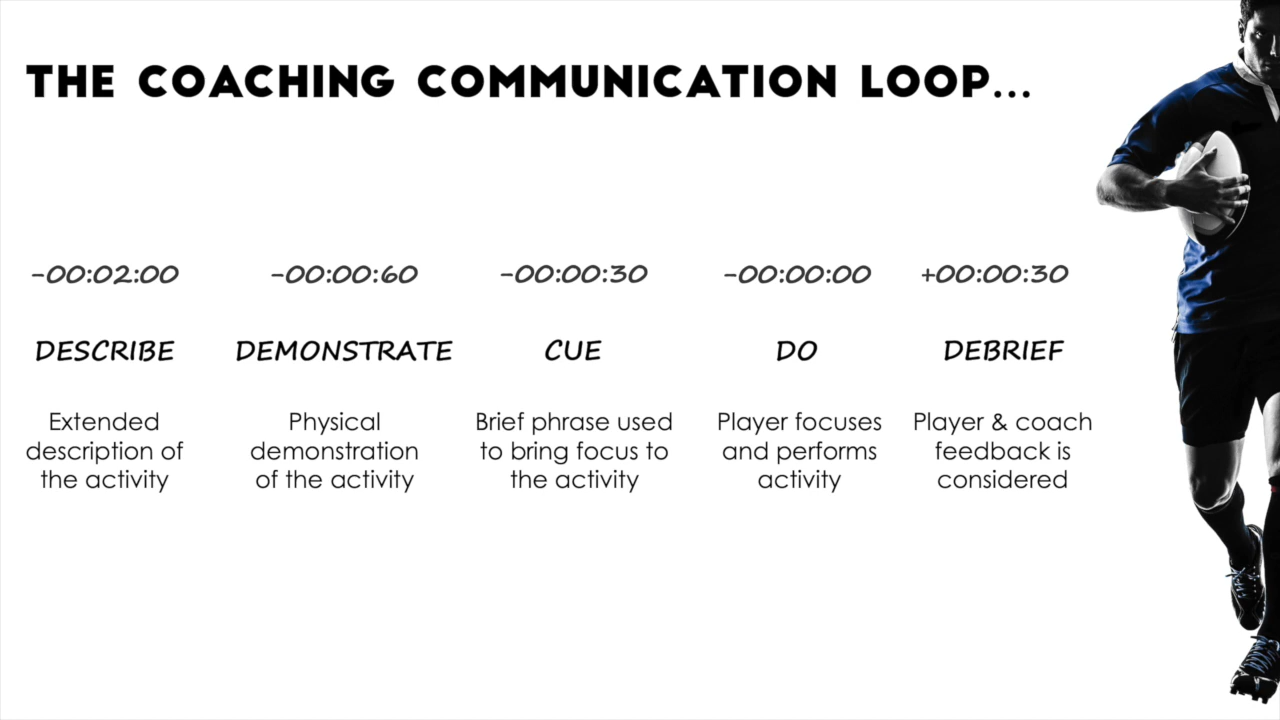 THE COACHING COMMUNICATION LOOP...
-00:02:00 -00:00:60 -00:00:30 -00:00:00 +00:00:30
DESCRIBE DEMONSTRATE CUE DO DEBRIEF
Extended Physical Brief phrase used Player focuses Player & coach
description of demonstration to bring focus to and performs feedback is
the activity of the activity the activity activity considered